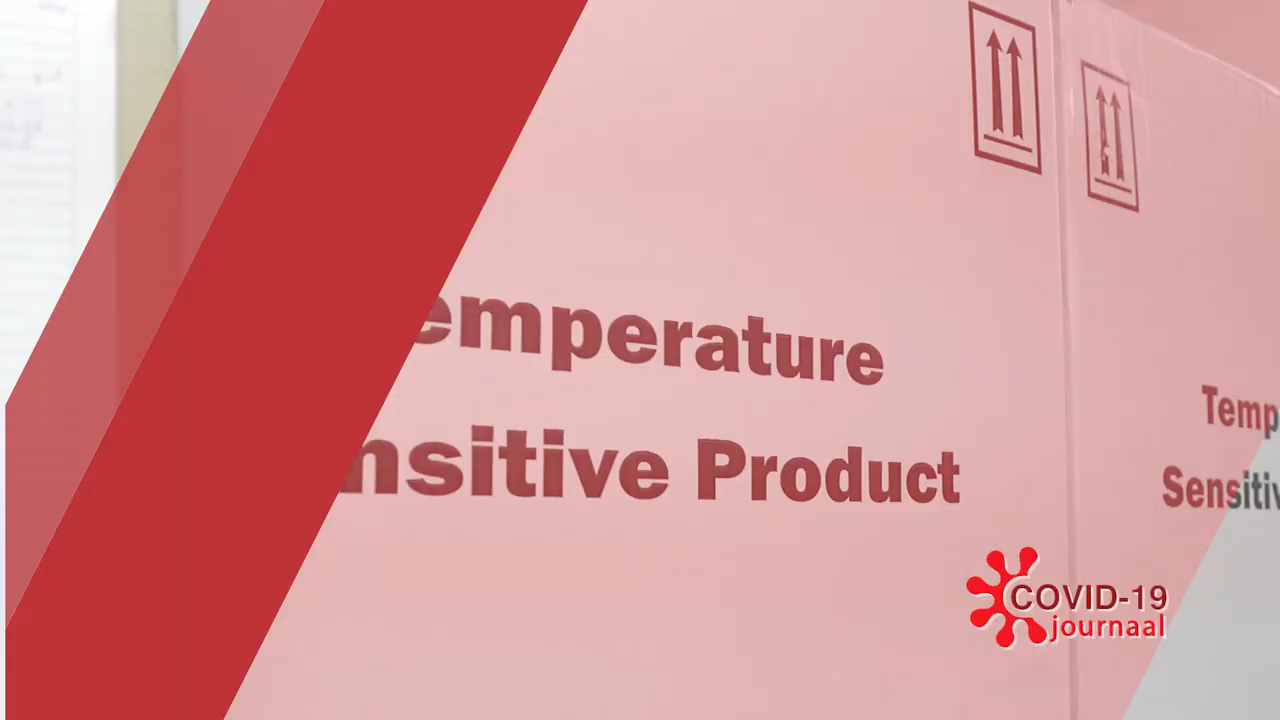 emperature
nsitive Product
Temp
Sensitiv
COVID-19
journaal